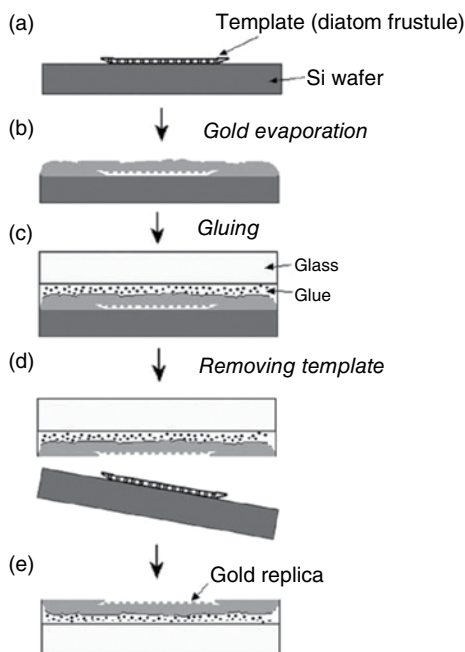 (a)
Template (diatom frustule)
Si wafer
(b)
Gold evaporation
(c)
Gluing
Glass
Glue
(d)
Removing template
(e)
Gold replica